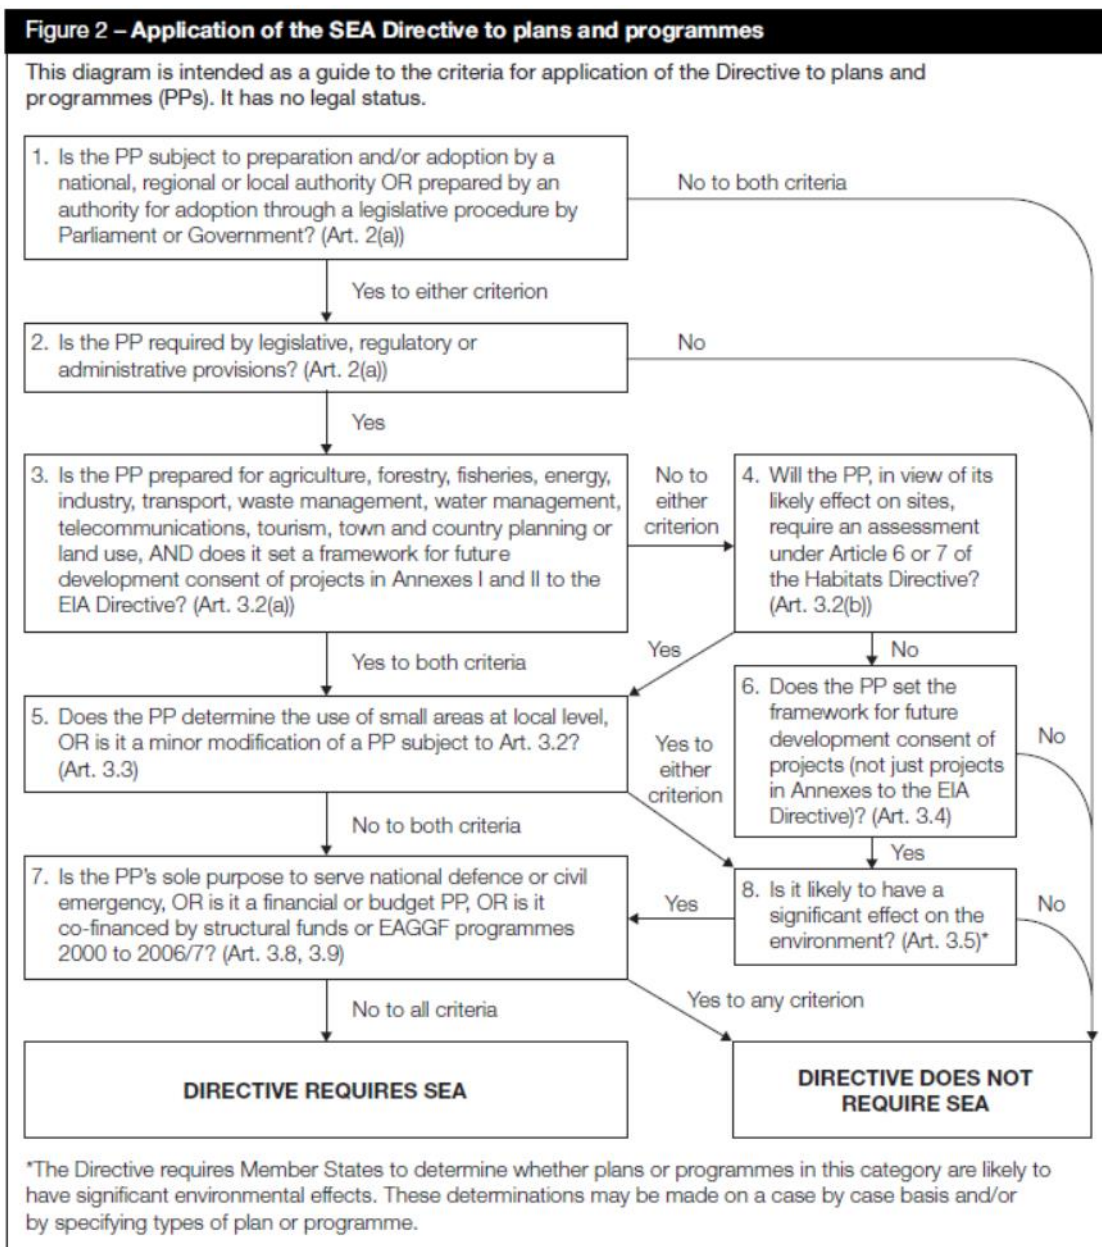 Figure 2 – Application of the SEA Directive to plans and programmes
This diagram is intended as a guide to the criteria for application of the Directive to plans and
programmes (PPs). It has no legal status.
1. Is the PP subject to preparation and/or adoption by a
national, regional or local authority OR prepared by an
authority for adoption through a legislative procedure by
Parliament or Government? (Art. 2(a))
No to both criteria
Yes to either criterion
2. Is the PP required by legislative, regulatory or
administrative provisions? (Art. 2(a))
No
Yes
3. Is the PP prepared for agriculture, forestry, fisheries, energy,
industry, transport, waste management, water management,
telecommunications, tourism, town and country planning or
land use, AND does it set a framework for future
development consent of projects in Annexes I and II to the
EIA Directive? (Art. 3.2(a))
No to
either
criterion
4. Will the PP, in view of its
likely effect on sites,
require an assessment
under Article 6 or 7 of
the Habitats Directive?
(Art. 3.2(b))
Yes to both criteria
Yes
No
5. Does the PP determine the use of small areas at local level,
OR is it a minor modification of a PP subject to Art. 3.2?
(Art. 3.3)
Yes to
either
criterion
6. Does the PP set the
framework for future
development consent of
projects (not just projects
in Annexes to the EIA
Directive)? (Art. 3.4)
No
No to both criteria
Yes
7. Is the PP's sole purpose to serve national defence or civil
emergency, OR is it a financial or budget PP, OR is it
co-financed by structural funds or EAGGF programmes
2000 to 2006/7? (Art. 3.8, 3.9)
Yes
8. Is it likely to have a
significant effect on the
environment? (Art. 3.5)*
No
No to all criteria
Yes to any criterion
DIRECTIVE REQUIRES SEA
DIRECTIVE DOES NOT
REQUIRE SEA
*The Directive requires Member States to determine whether plans or programmes in this category are likely to
have significant environmental effects. These determinations may be made on a case by case basis and/or
by specifying types of plan or programme.